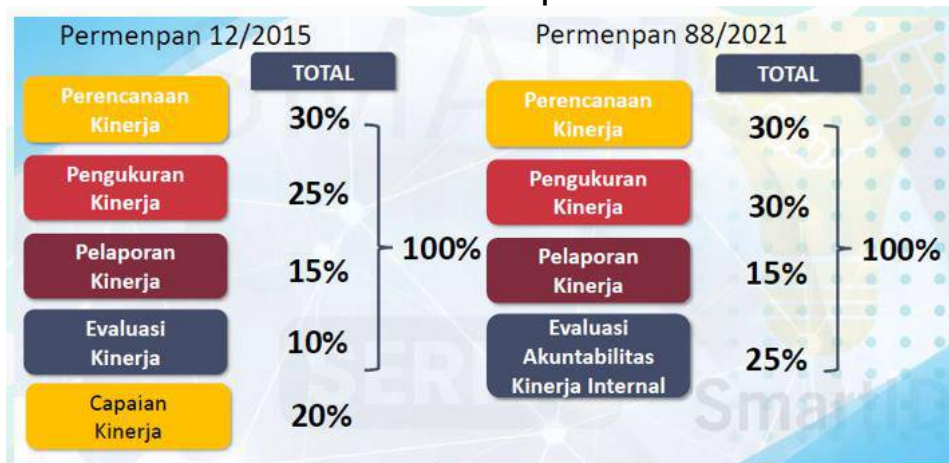 Permenpan 12/2015
TOTAL
Perencanaan
Kinerja
30%
Pengukuran
Kinerja
25%
Pelaporan
Kinerja
15%
Evaluasi
Kinerja
10%
Capaian
Kinerja
20%
100%
Permenpan 88/2021
TOTAL
Perencanaan
Kinerja
30%
Pengukuran
Kinerja
30%
Pelaporan
Kinerja
15%
Evaluasi
Akuntabilitas
Kinerja Internal
25%
100%
SmartID